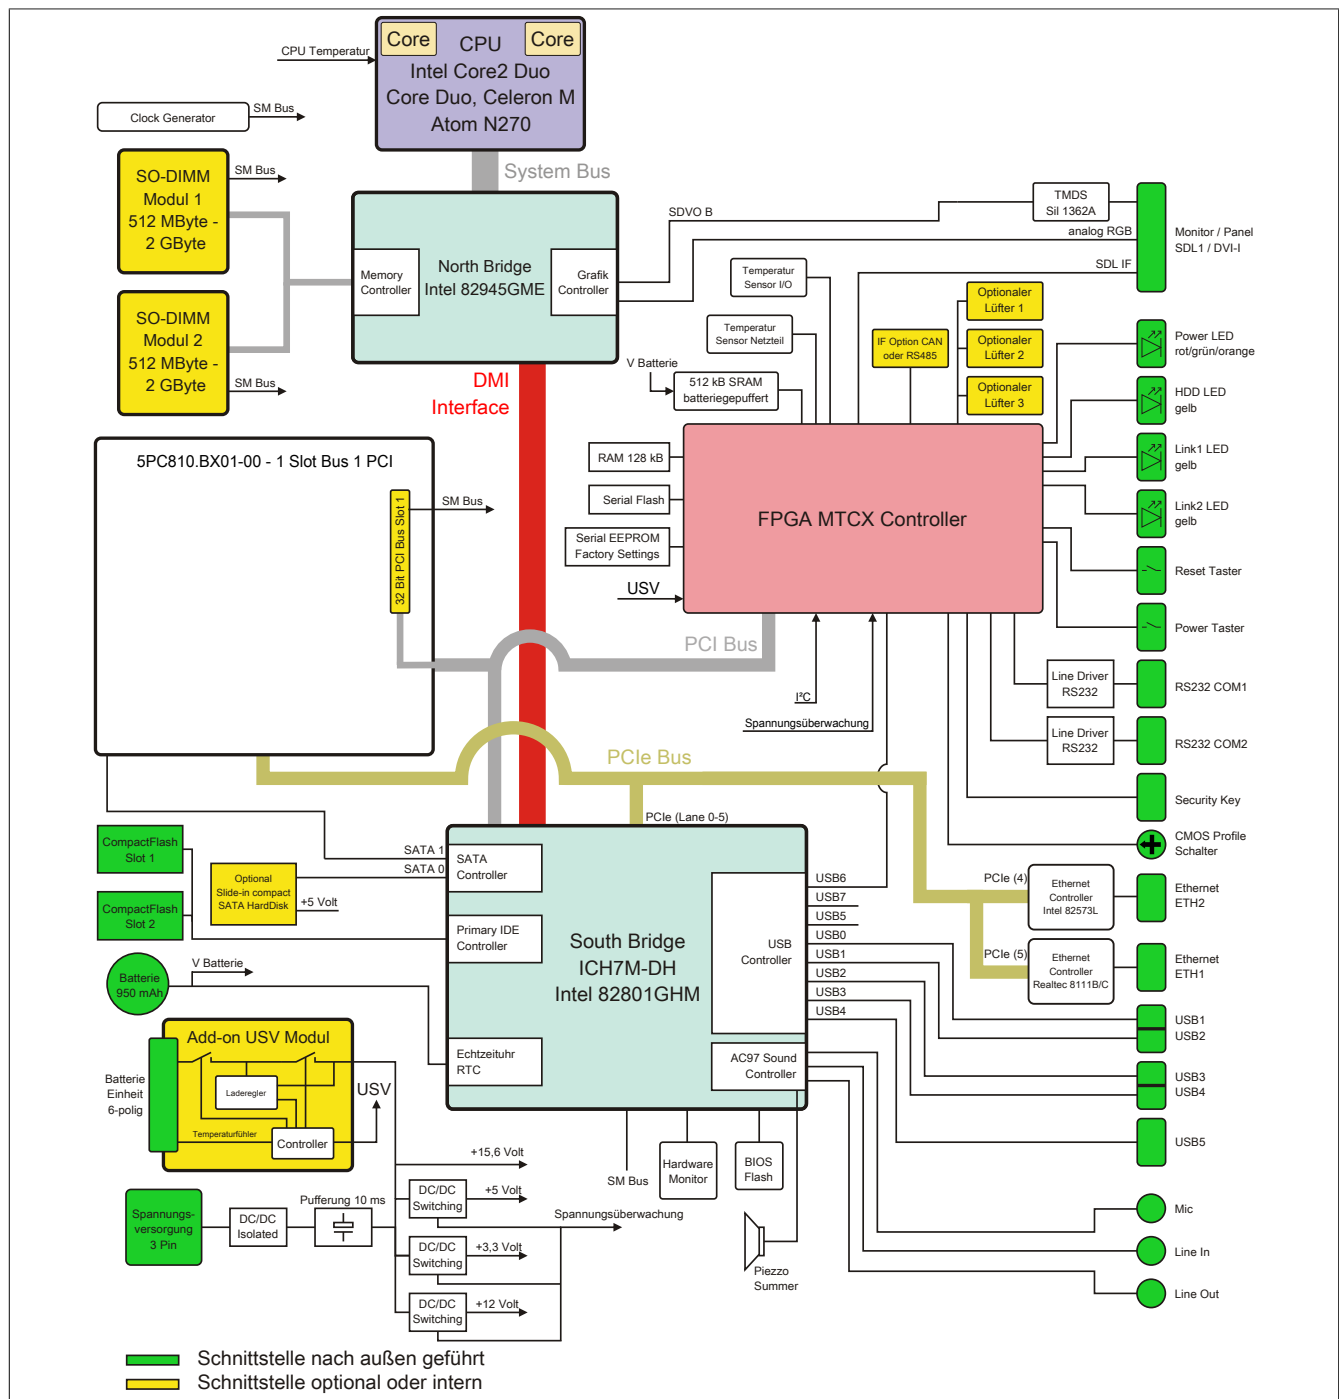 Core
CPU
Core
Intel Core2 Duo
Core Duo, Celeron M
Atom N270
CPU Temperatur
Clock Generator
SM Bus
SO-DIMM
Modul 1
512 MByte -
2 GByte
SM Bus
SO-DIMM
Modul 2
512 MByte -
2 GByte
SM Bus
System Bus
Memory
Controller
North Bridge
Intel 82945GME
Grafik
Controller
SDVO B
analog RGB
SDL IF
TMDS
Sil 1362A
Monitor / Panel
SDL1 / DVI-I
DMI
Interface
Temperatur
Sensor I/O
Temperatur
Sensor Netzteil
V Batterie
512 kB SRAM
batteriegepuffert
IF Option CAN
oder RS485
Optionaler
Lüfter 1
Optionaler
Lüfter 2
Optionaler
Lüfter 3
Power LED
rot/grün/orange
HDD LED
gelb
Link1 LED
gelb
Link2 LED
gelb
Reset Taster
Power Taster
5PC810.BX01-00 - 1 Slot Bus 1 PCI
32 Bit PCI Bus Slot 1
SM Bus
RAM 128 kB
Serial Flash
Serial EEPROM
Factory Settings
USV
FPGA MTCX Controller
PCI Bus
I²C
Spannungsüberwachung
Line Driver
RS232
RS232 COM1
Line Driver
RS232
RS232 COM2
Security Key
CMOS Profile
Schalter
PCIe Bus
PCIe (Lane 0-5)
CompactFlash
Slot 1
CompactFlash
Slot 2
Optional
Slide-in compact
SATA HardDisk
+5 Volt
SATA 1
SATA 0
SATA
Controller
Primary IDE
Controller
South Bridge
ICH7M-DH
Intel 82801GHM
USB
Controller
Echtzeituhr
RTC
AC97 Sound
Controller
USB6
USB7
USB5
USB0
USB1
USB2
USB3
USB4
PCIe (4)
Ethernet
Controller
Intel 82573L
Ethernet
ETH2
PCIe (5)
Ethernet
Controller
Realtec 8111B/C
Ethernet
ETH1
USB1
USB2
USB3
USB4
USB5
Batterie
950 mAh
V Batterie
Add-on USV Modul
Batterie
Einheit
6-polig
Laderegler
Temperaturfühler
Controller
USV
SM Bus
Hardware
Monitor
BIOS
Flash
Piezzo
Summer
Mic
Line In
Line Out
Spannungs-
versorgung
3 Pin
DC/DC
Isolated
Pufferung 10 ms
+15,6 Volt
DC/DC
Switching
+5 Volt
Spannungsüberwachung
DC/DC
Switching
+3,3 Volt
DC/DC
Switching
+12 Volt
Schnittstelle nach außen geführt
Schnittstelle optional oder intern